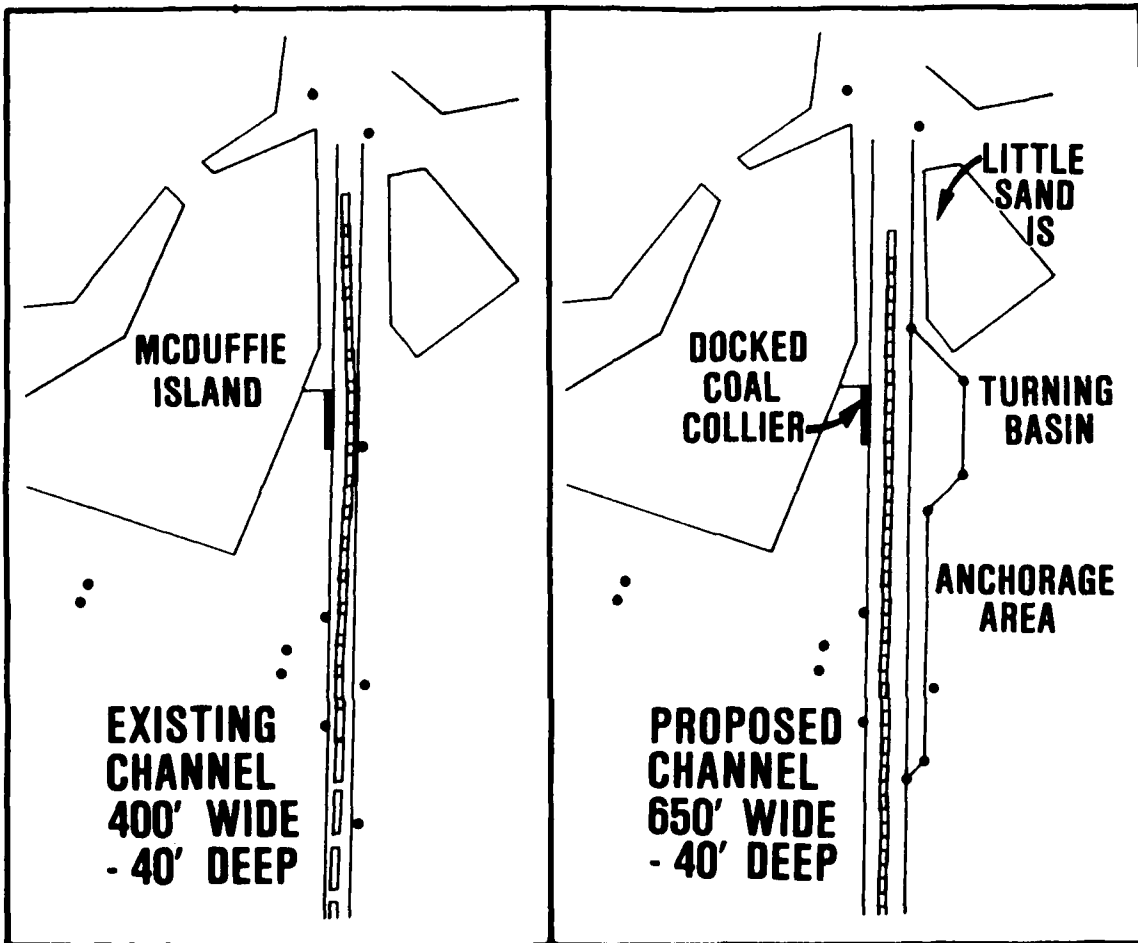 MCDUFFIE
ISLAND
EXISTING
CHANNEL
400' WIDE
- 40' DEEP
LITTLE
SAND
IS
DOCKED
COAL
COLLIER
TURNING
BASIN
ANCHORAGE
AREA
PROPOSED
CHANNEL
650' WIDE
- 40' DEEP